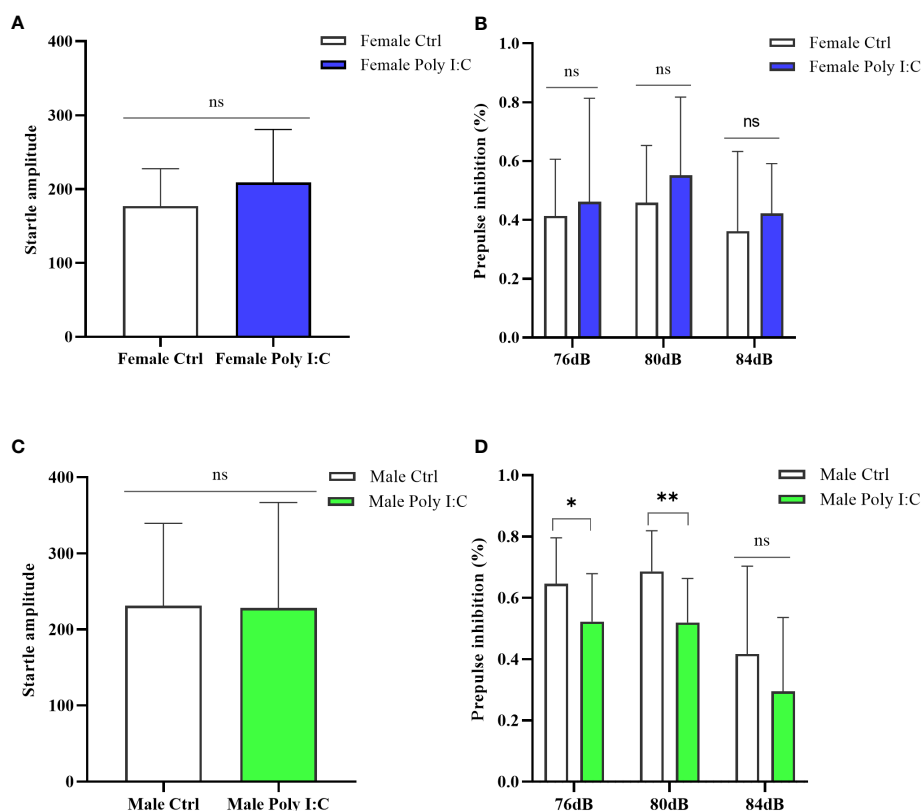 A
Startle amplitude
400
300
200
100
0
ns
Female Ctrl
Female Poly I:C
Female Ctrl Female Poly I:C
B
Prepulse inhibition (%)
1.0
0.8
0.6
0.4
0.2
0.0
ns
ns
ns
Female Ctrl
Female Poly I:C
76dB 80dB 84dB
C
Startle amplitude
400
300
200
100
0
ns
Male Ctrl
Male Poly I:C
Male Ctrl Male Poly I:C
D
Prepulse inhibition (%)
1.0
0.8
0.6
0.4
0.2
0.0
*
**
ns
Male Ctrl
Male Poly I:C
76dB 80dB 84dB